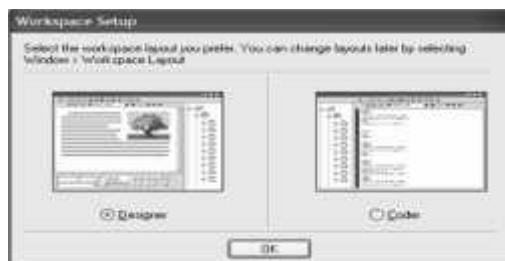 Workspace Setup
Select the workspace layout you prefer. You can change layouts later by selecting
Window > Workspace Layout
Designer
Coder
OK